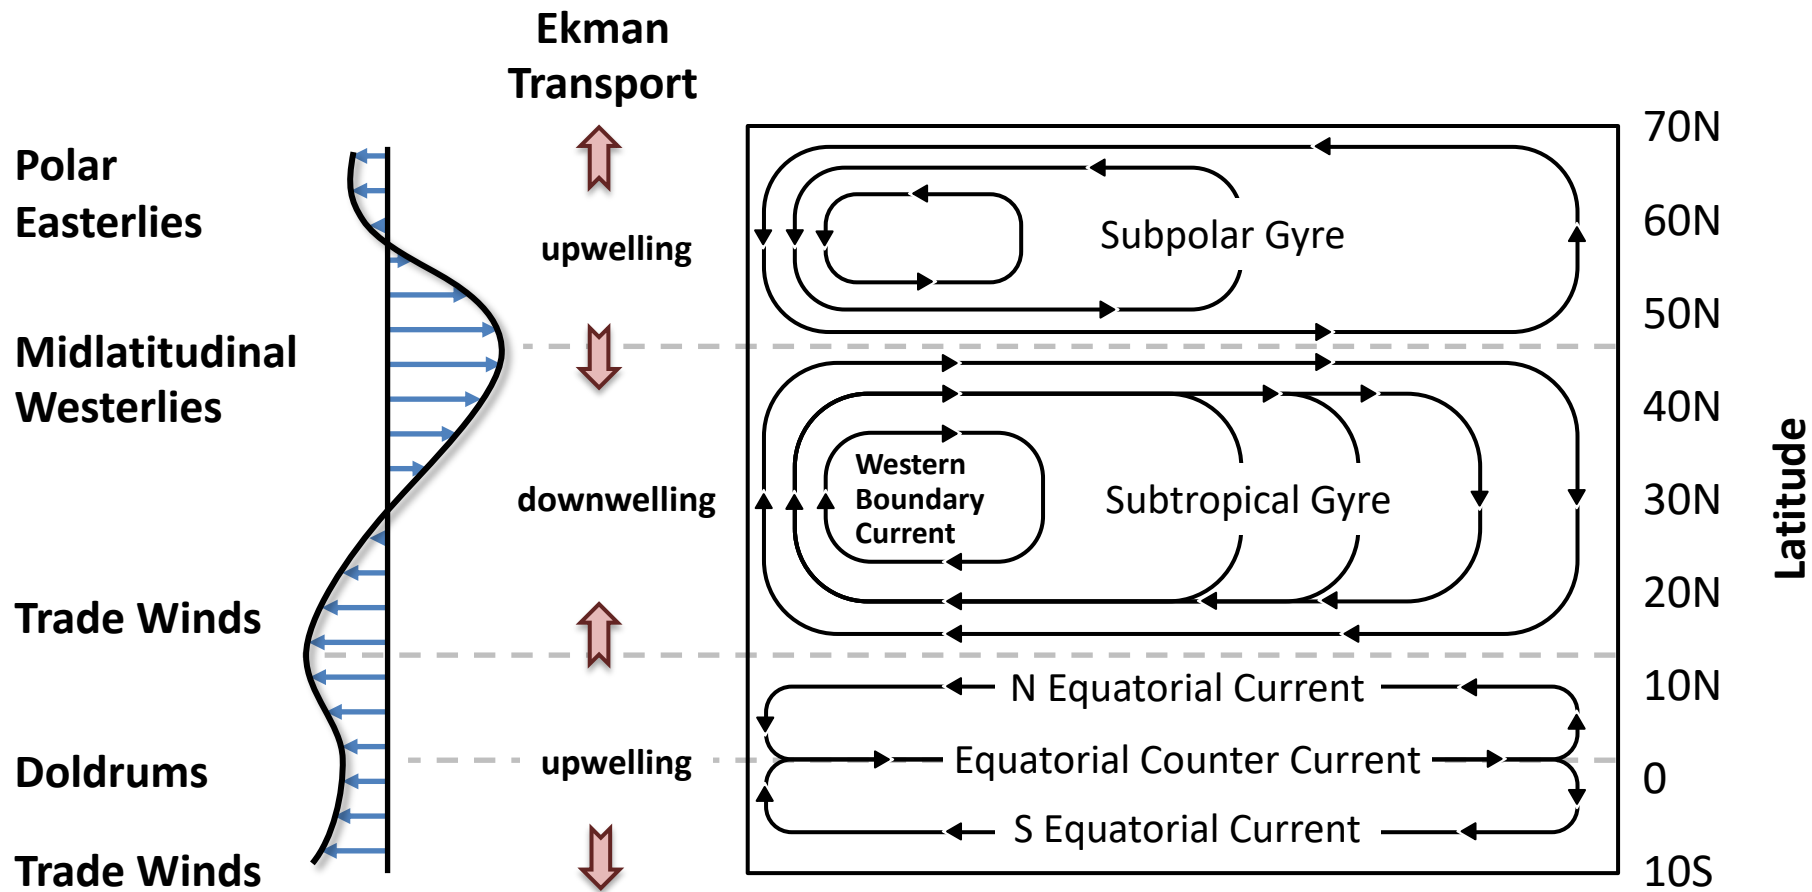 Ekman
Transport
Polar
Easterlies
Midlatitudinal
Westerlies
Trade Winds
Doldrums
Trade Winds
upwelling
downwelling
upwelling
Subpolar Gyre
Western
Boundary
Current
Subtropical Gyre
N Equatorial Current
Equatorial Counter Current
S Equatorial Current
70N
60N
50N
40N
30N
20N
10N
0
10S
Latitude